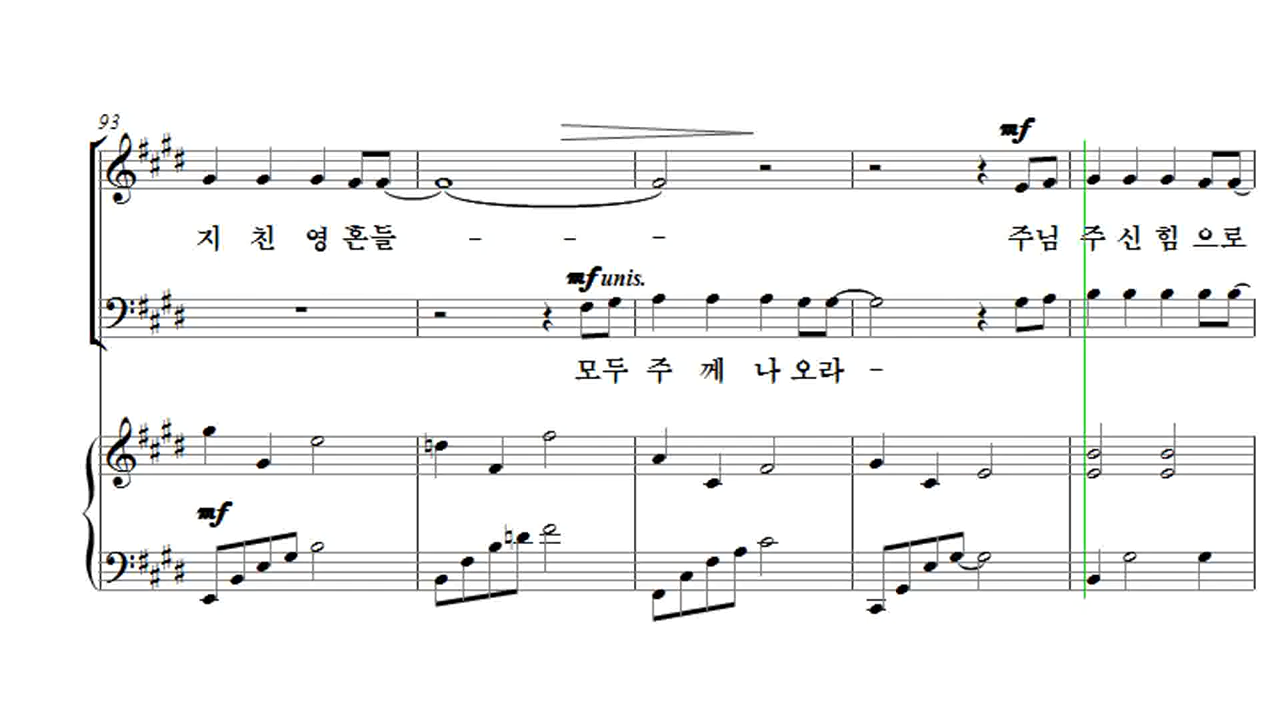 93
mf
지 친 영 혼들 - - - 주님 주 신 힘 으로
mf unis.
모두 주 께 나 오라 -
mf